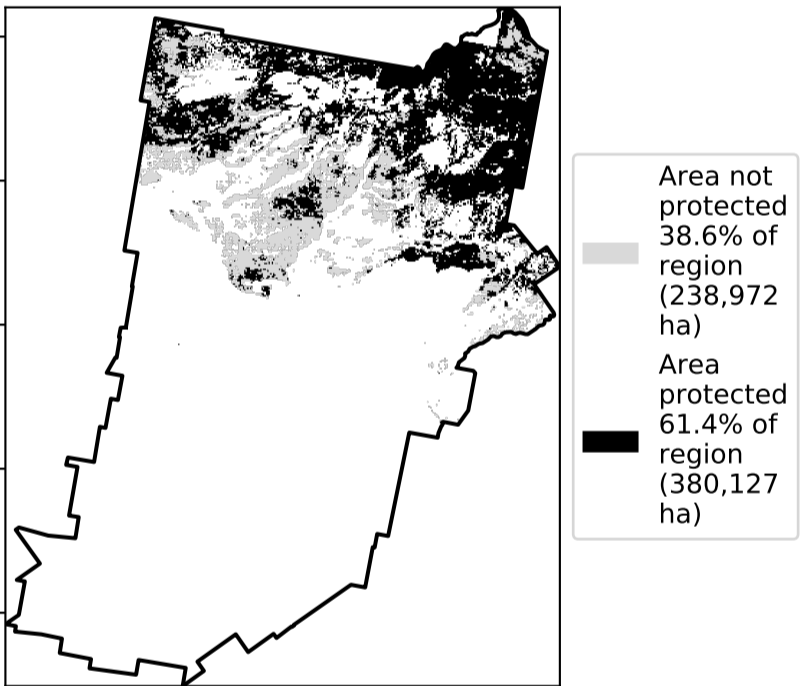 Area not
protected
38.6% of
region
(238,972
ha)
Area
protected
61.4% of
region
(380,127
ha)